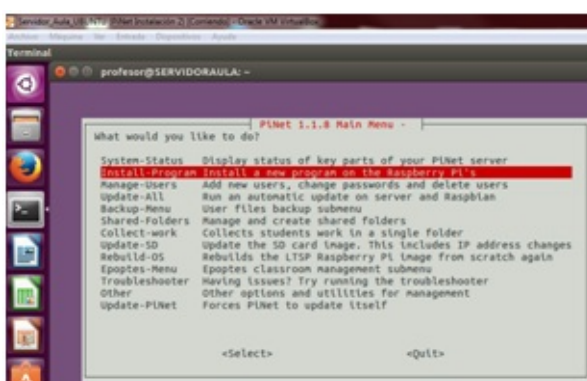 Servidor_Aula_UBUNTU (PiNet Instalación 2) [Corriendo] - Oracle VM VirtualBox
Archivo Máquina Ver Entrada Dispositivos Ayuda
Terminal
profesor@SERVIDORAULA: ~
PiNet 1.1.8 Main Menu -
What would you like to do?
System-Status Display status of key parts of your PiNet server
Install-Program Install a new program on the Raspberry Pi's
Manage-Users Add new users, change passwords and delete users
Update-All Run an automatic update on server and Raspbian
Backup-Menu User files backup submenu
Shared-Folders Manage and create shared folders
Collect-work Collects students work in a single folder
Update-SD Update the SD card image. This includes IP address changes
Rebuild-OS Rebuilds the LTSP Raspberry Pi image from scratch again
Epoptes-Menu Epoptes classroom management submenu
Troubleshooter Having issues? Try running the troubleshooter
Other Other options and utilities for management
Update-PiNet Forces PiNet to update itself
<Select> <Quit>